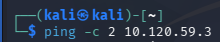 ┌──(kali㉿kali)-[~]
└─$ ping -c 2 10.120.59.3